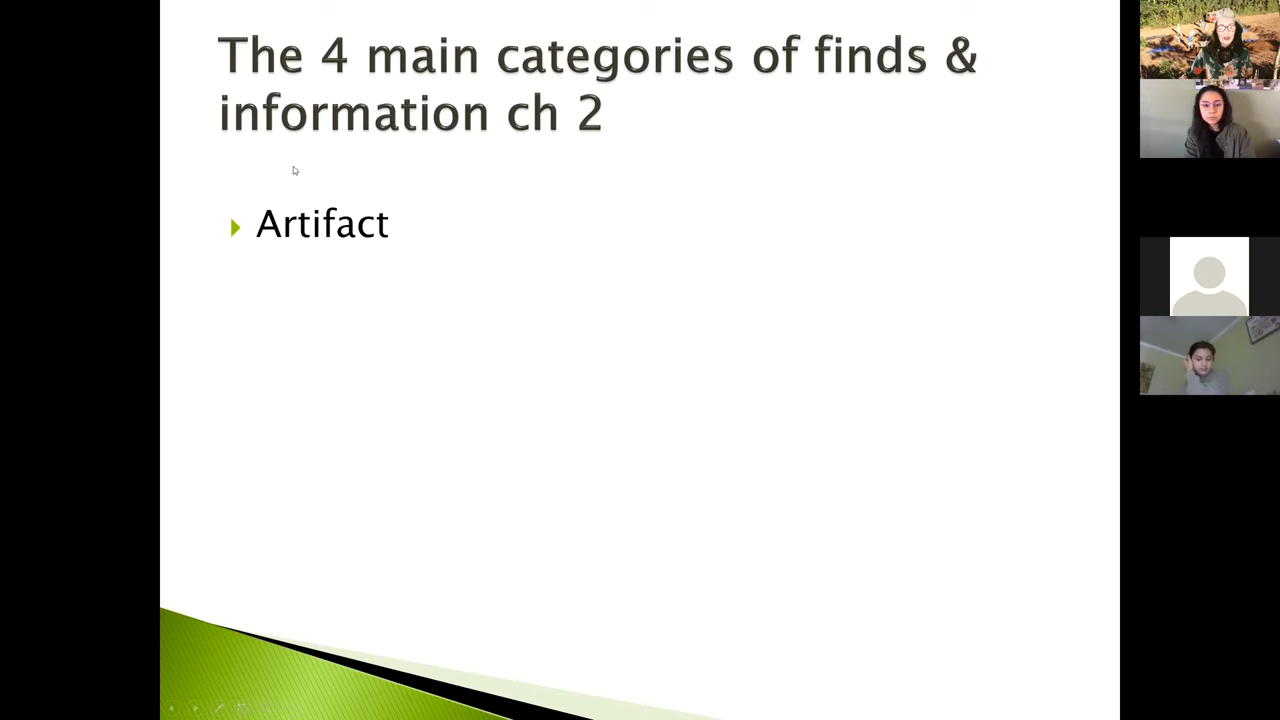 The 4 main categories of finds &
information ch 2
Artifact